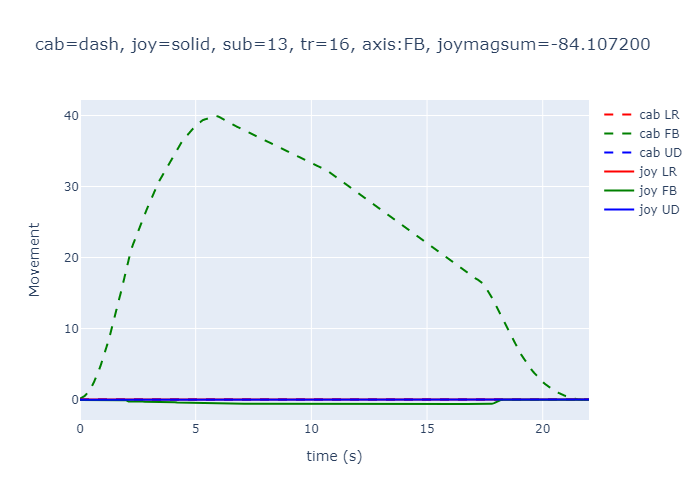 cab=dash, joy=solid, sub=13, tr=16, axis:FB, joymagsum=-84.107200
cab LR
cab FB
cab UD
joy LR
joy FB
joy UD
Movement
40
30
20
10
0
0 5 10 15 20
time (s)